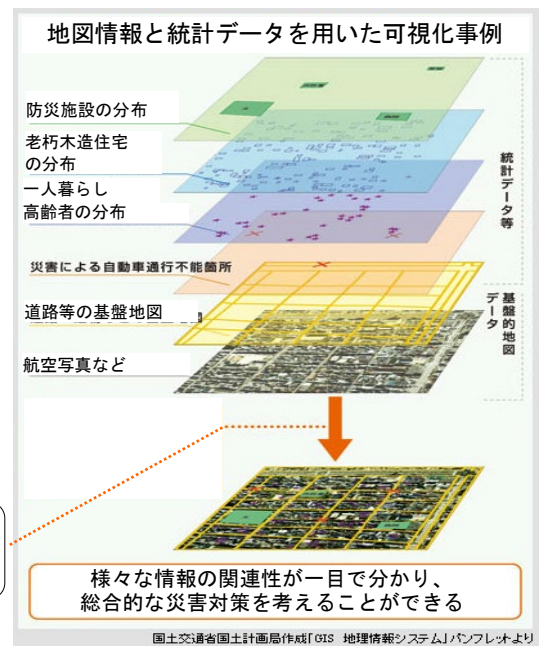 地図情報と統計データを用いた可視化事例
防災施設の分布
老朽木造住宅
の分布
一人暮らし
高齢者の分布
災害による自動車通行不能箇所
道路等の基盤地図
航空写真など
統計データ等
基盤的地図
データ
様々な情報の関連性が一目で分かり、
総合的な災害対策を考えることができる
国土交通省国土計画局作成「GIS 地理情報システム」パンフレットより